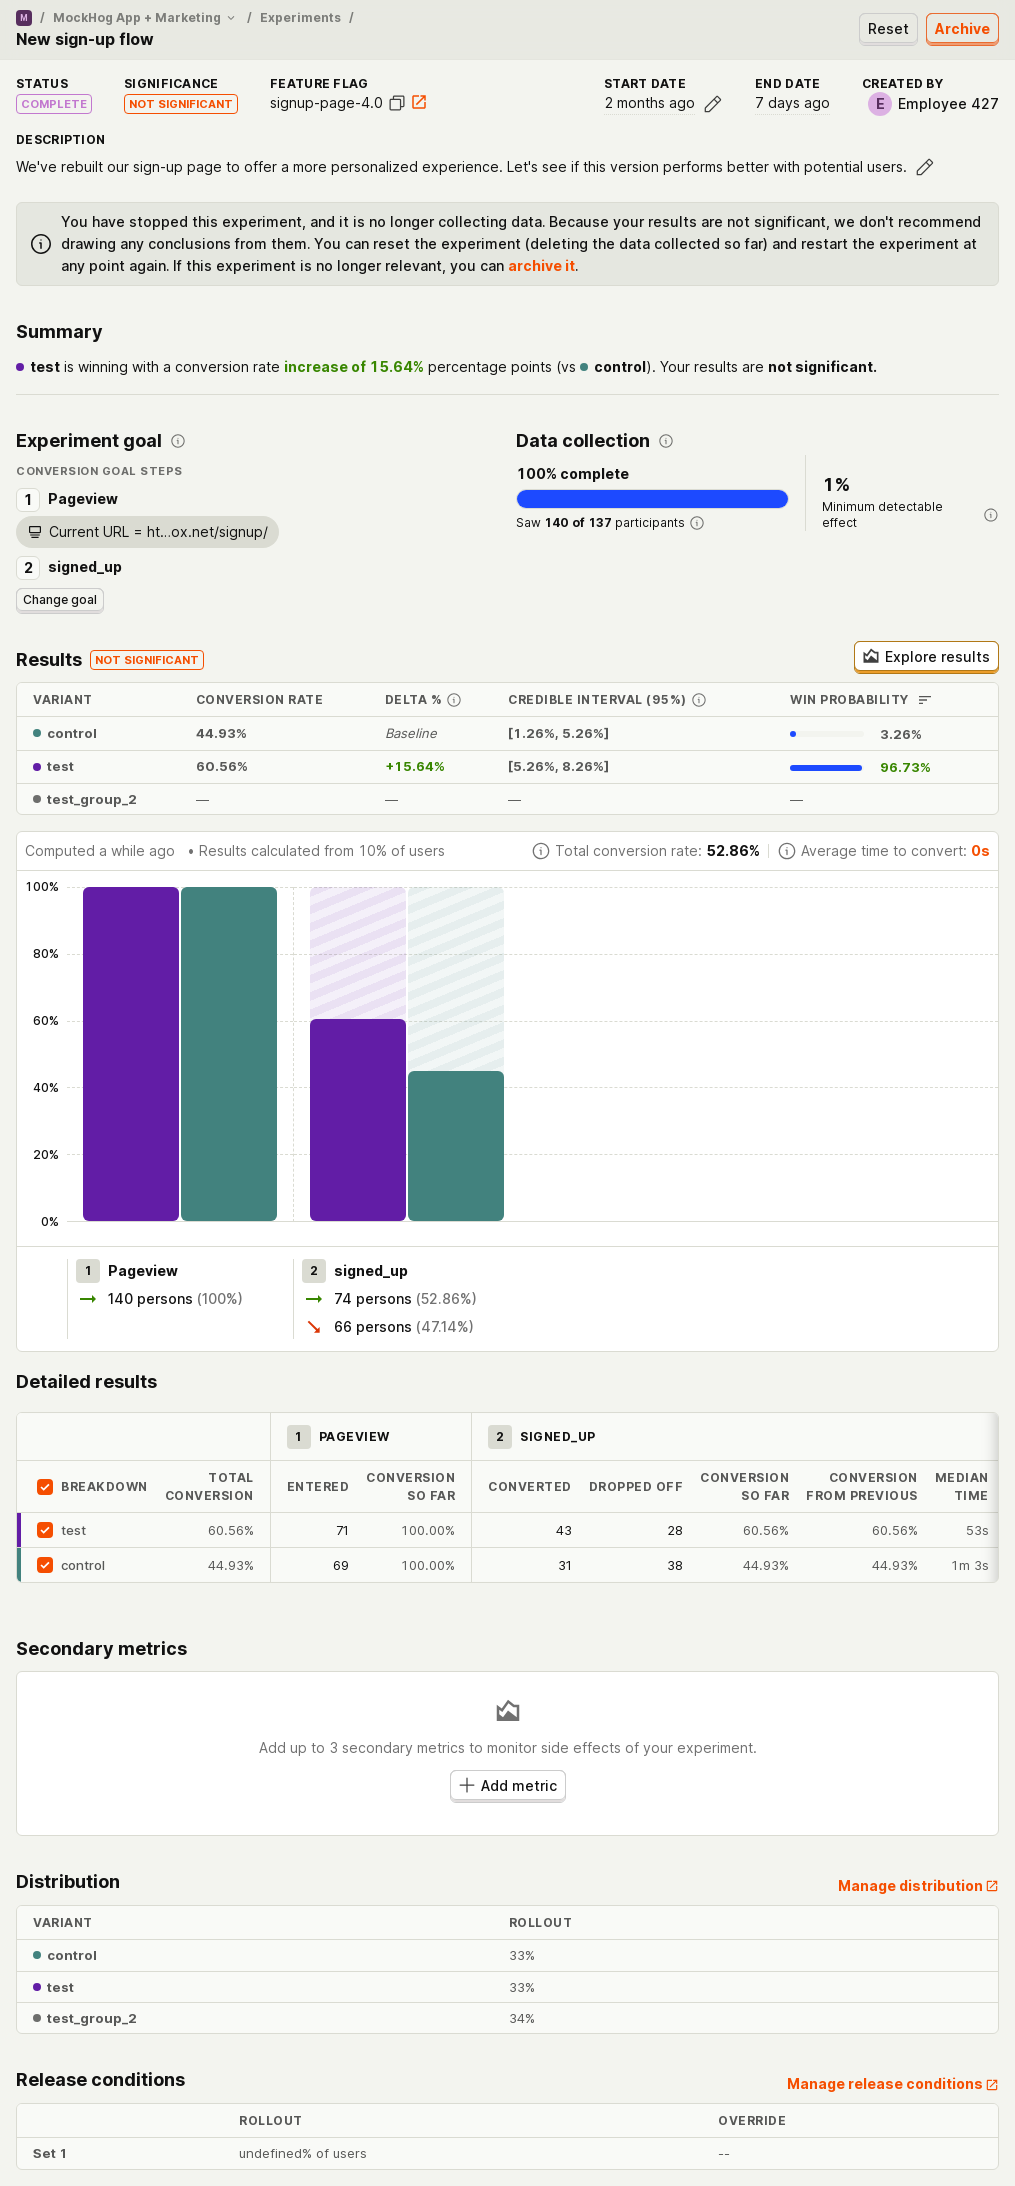 M / MockHog App + Marketing / Experiments /
New sign-up flow
Reset Archive
STATUS SIGNIFICANCE FEATURE FLAG START DATE END DATE CREATED BY
COMPLETE NOT SIGNIFICANT signup-page-4.0 2 months ago 7 days ago E Employee 427
DESCRIPTION
We've rebuilt our sign-up page to offer a more personalized experience. Let's see if this version performs better with potential users.
You have stopped this experiment, and it is no longer collecting data. Because your results are not significant, we don't recommend
drawing any conclusions from them. You can reset the experiment (deleting the data collected so far) and restart the experiment at
any point again. If this experiment is no longer relevant, you can archive it.
Summary
test is winning with a conversion rate increase of 15.64% percentage points (vs control). Your results are not significant.
Experiment goal
CONVERSION GOAL STEPS
1 Pageview
Current URL = ht...ox.net/signup/
2 signed_up
Change goal
Data collection
100% complete
Saw 140 of 137 participants
1%
Minimum detectable
effect
Results NOT SIGNIFICANT Explore results
VARIANT CONVERSION RATE DELTA % CREDIBLE INTERVAL (95%) WIN PROBABILITY
control 44.93% Baseline [1.26%, 5.26%] 3.26%
test 60.56% +15.64% [5.26%, 8.26%] 96.73%
test_group_2 — — — —
Computed a while ago • Results calculated from 10% of users Total conversion rate: 52.86% Average time to convert: 0s
100%
80%
60%
40%
20%
0%
1 Pageview 2 signed_up
140 persons (100%) 74 persons (52.86%)
66 persons (47.14%)
Detailed results
1 PAGEVIEW 2 SIGNED_UP
BREAKDOWN TOTAL CONVERSION ENTERED CONVERSION SO FAR CONVERTED DROPPED OFF CONVERSION SO FAR CONVERSION FROM PREVIOUS MEDIAN TIME
test 60.56% 71 100.00% 43 28 60.56% 60.56% 53s
control 44.93% 69 100.00% 31 38 44.93% 44.93% 1m 3s
Secondary metrics
Add up to 3 secondary metrics to monitor side effects of your experiment.
Add metric
Distribution Manage distribution
VARIANT ROLLOUT
control 33%
test 33%
test_group_2 34%
Release conditions Manage release conditions
ROLLOUT OVERRIDE
Set 1 undefined% of users --